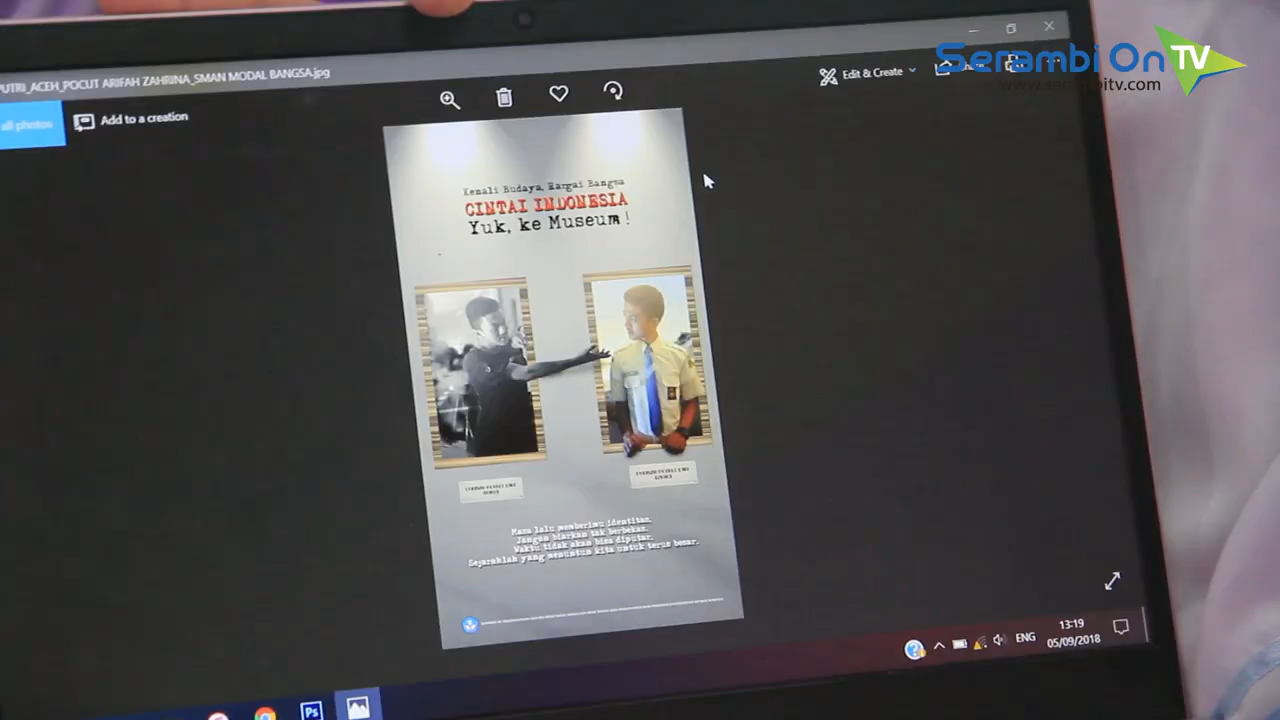 Serambi On TV
www.serambitv.com
PUTRI_ACEH_POCUT ARIFAH ZAHRINA_SMAN MODAL BANGSA.jpg
all photos
Add to a creation
Edit & Create
Kenali Budaya, Hargai Bangsa
CINTAI INDONESIA
Yuk, ke Museum!
Masa lalu memberimu identitas.
Jangan biarkan tak berbekas.
Waktu tidak akan bisa diputar.
Sejarahlah yang menuntun kita untuk terus benar.
Ps
ENG
13:19
05/09/2018